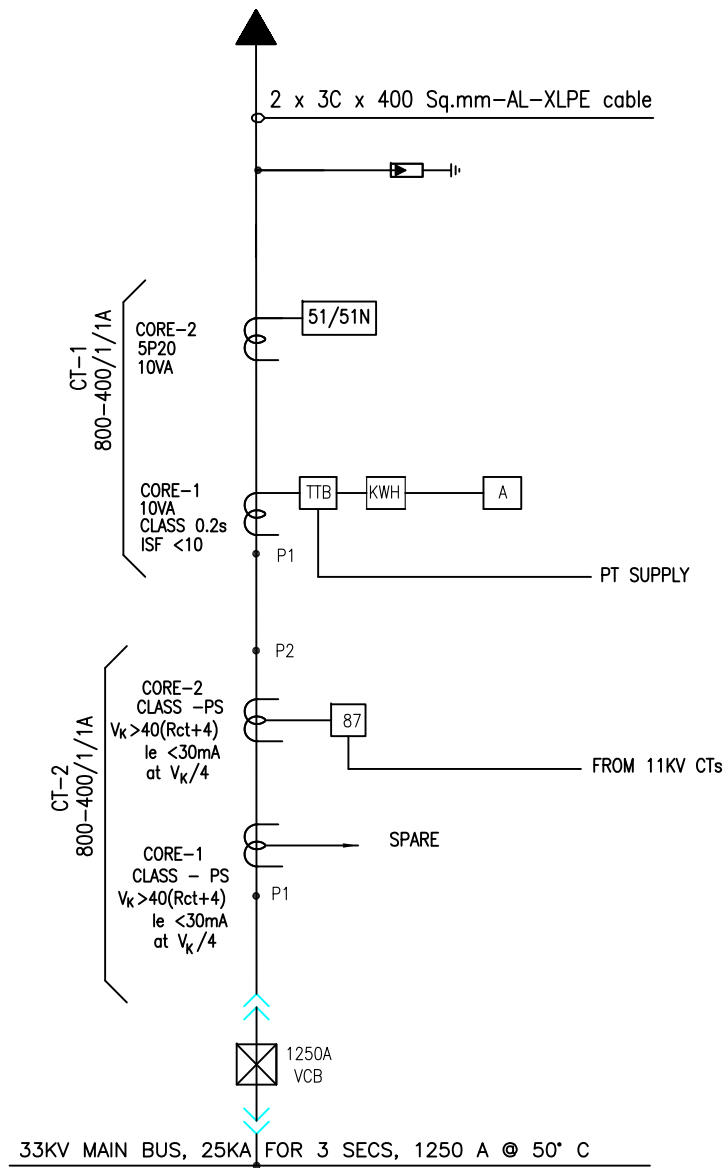 2 x 3C x 400 Sq.mm-AL-XLPE cable
CT-1
800-400/1/1A
CORE-2
5P20
10VA
51/51N
CORE-1
10VA
CLASS 0.2s
ISF <10
TTB
KWH
A
P1
PT SUPPLY
P2
CT-2
800-400/1/1A
CORE-2
CLASS -PS
VK>40(Rct+4)
Ie <30mA
at VK/4
87
FROM 11KV CTs
SPARE
CORE-1
CLASS - PS
VK>40(Rct+4)
Ie <30mA
at VK/4
P1
1250A
VCB
33KV MAIN BUS, 25KA FOR 3 SECS, 1250 A @ 50° C